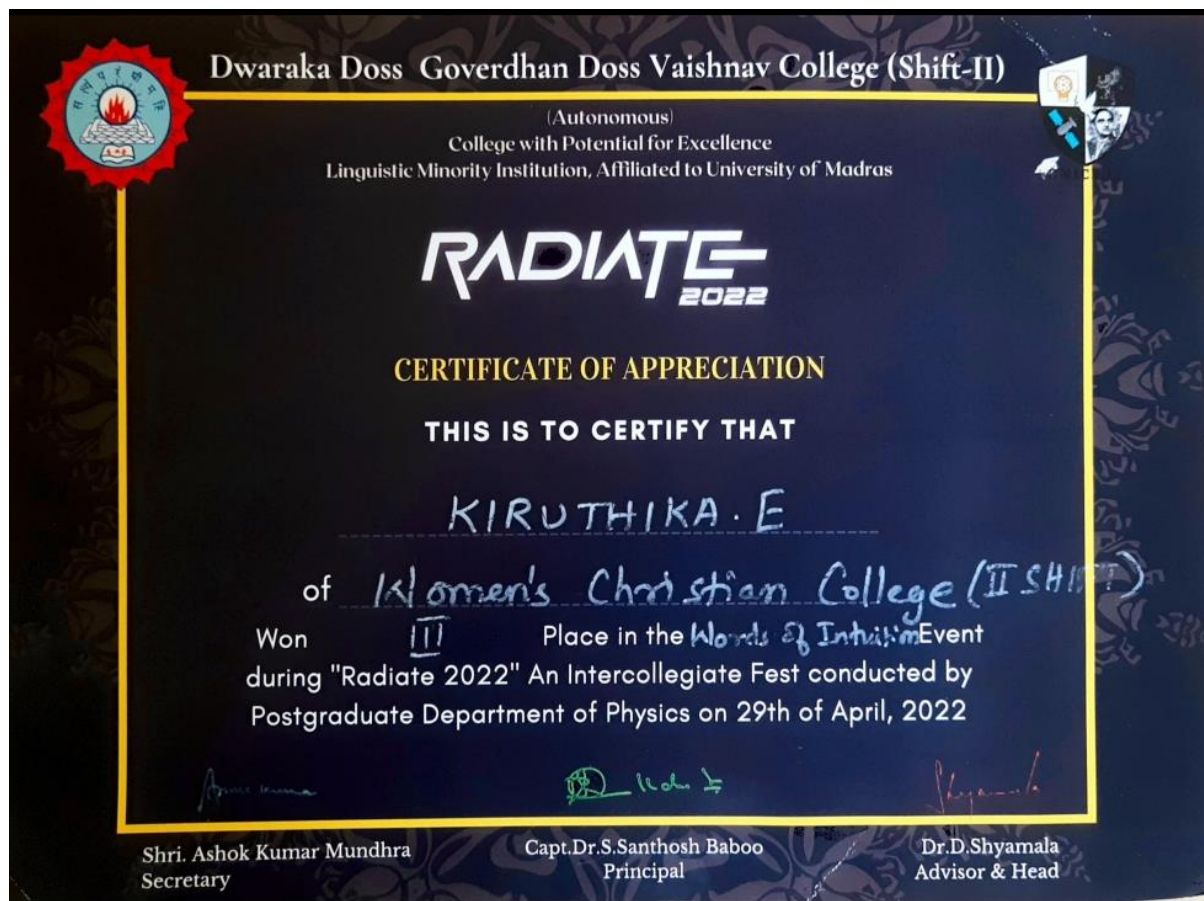 Dwaraka Doss Goverdhan Doss Vaishnav College (Shift-II)
(Autonomous)
College with Potential for Excellence
Linguistic Minority Institution, Affiliated to University of Madras
RADIATE
2022
CERTIFICATE OF APPRECIATION
THIS IS TO CERTIFY THAT
KIRUTHIKA. E
of Women's Christian College (II SHIFT)
Won III Place in the Words of Intuition Event
during "Radiate 2022" An Intercollegiate Fest conducted by
Postgraduate Department of Physics on 29th of April, 2022
Shyamala
Shri. Ashok Kumar Mundhra
Secretary
Capt.Dr.S.Santhosh Baboo
Principal
Dr.D.Shyamala
Advisor & Head